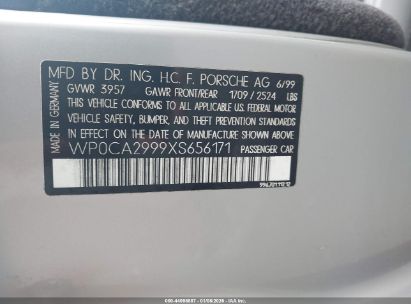 MFD BY DR. ING. H.C. F. PORSCHE AG 6/99
GVWR 3957 GAWR FRONT/REAR 1709 / 2524 LBS
THIS VEHICLE CONFORMS TO ALL APPLICABLE U.S. FEDERAL MOTOR
VEHICLE SAFETY, BUMPER, AND THEFT PREVENTION STANDARDS
IN EFFECT ON THE DATE OF MANUFACTURE SHOWN ABOVE.
WP0CA2999XS656171 PASSENGER CAR
MADE IN GERMANY